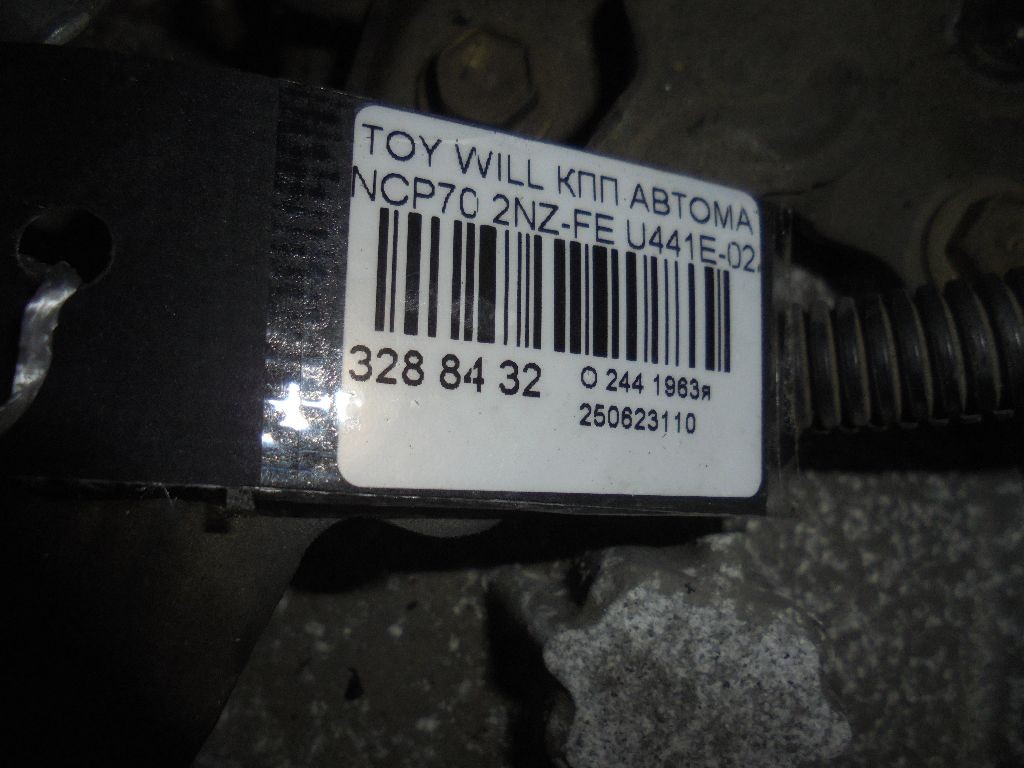 TOY WILL КПП АВТОМА
NCP70 2NZ-FE U441E-02
328 84 32
О 244 1963я
250623110